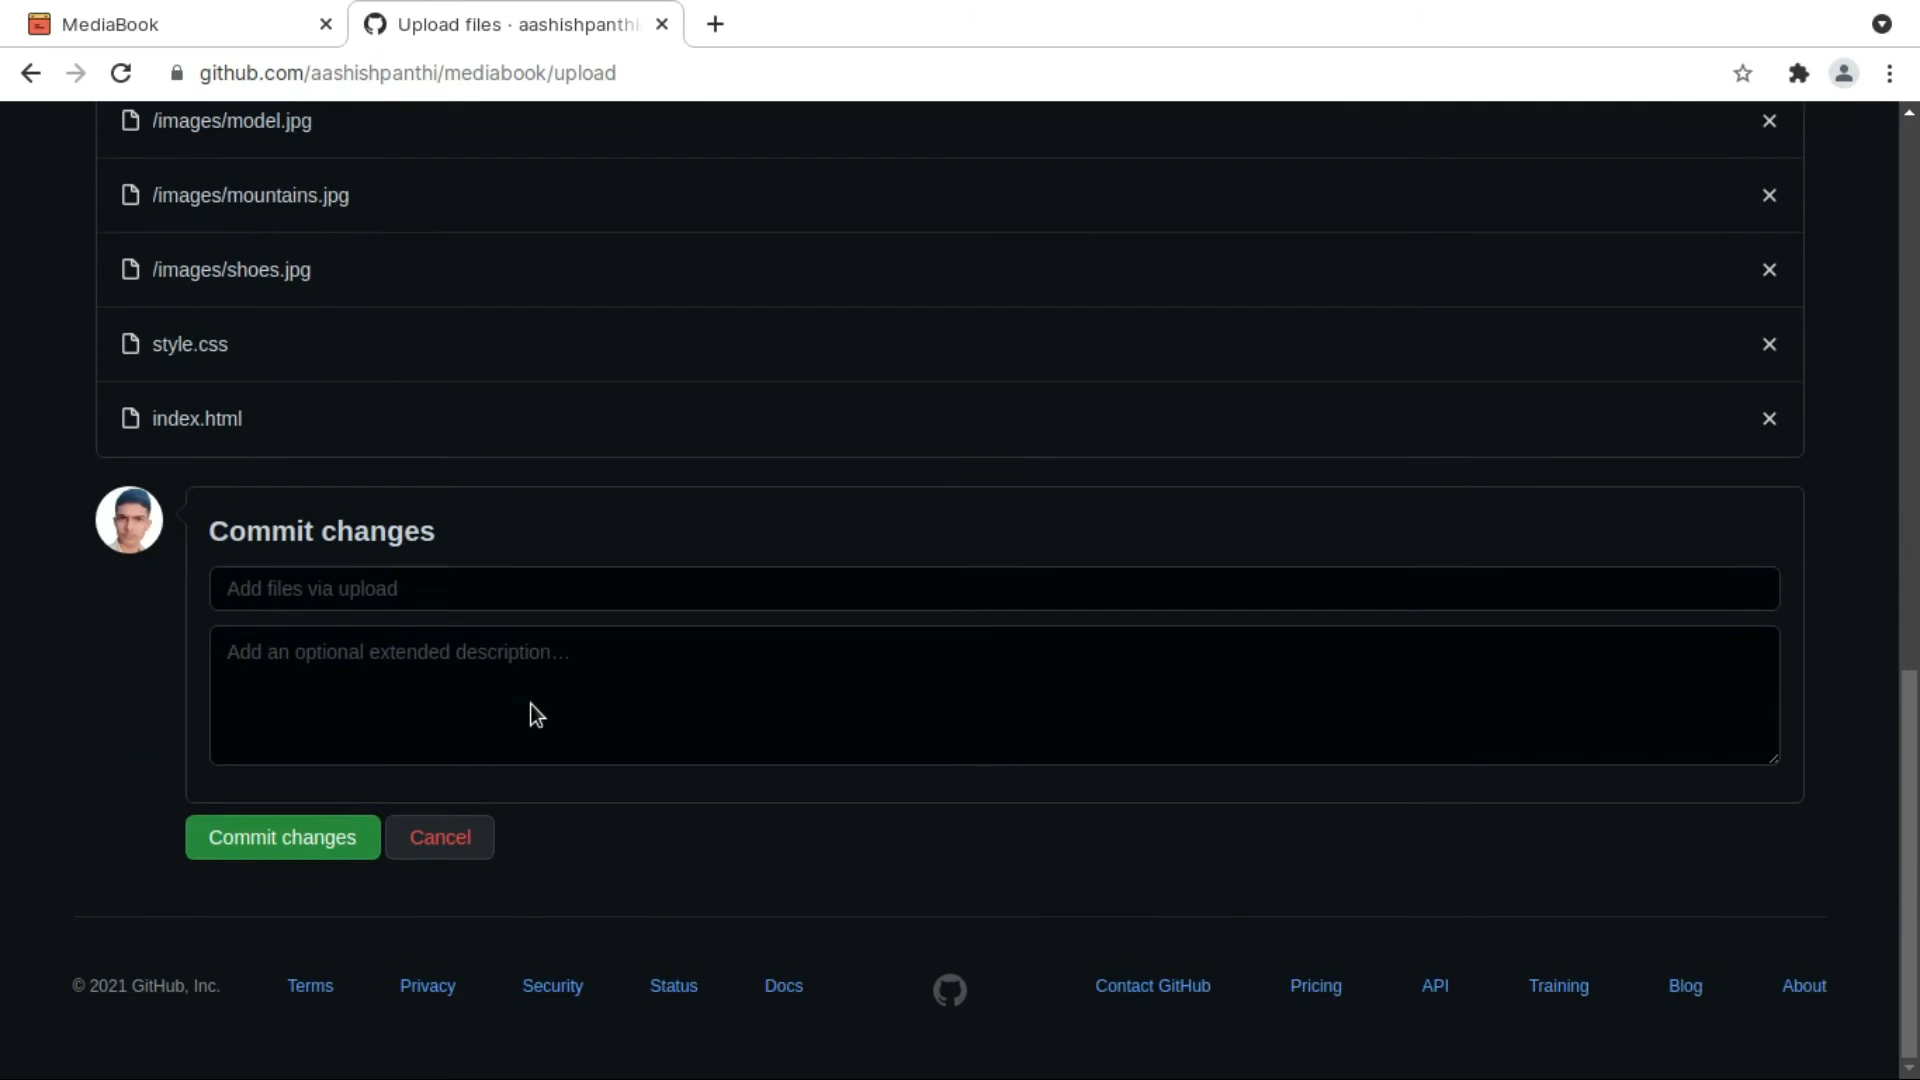 MediaBook
Upload files · aashishpanthi
github.com/aashishpanthi/mediabook/upload
/images/model.jpg
/images/mountains.jpg
/images/shoes.jpg
style.css
index.html
Commit changes
Add files via upload
Add an optional extended description...
Commit changes Cancel
© 2021 GitHub, Inc. Terms Privacy Security Status Docs Contact GitHub Pricing API Training Blog About